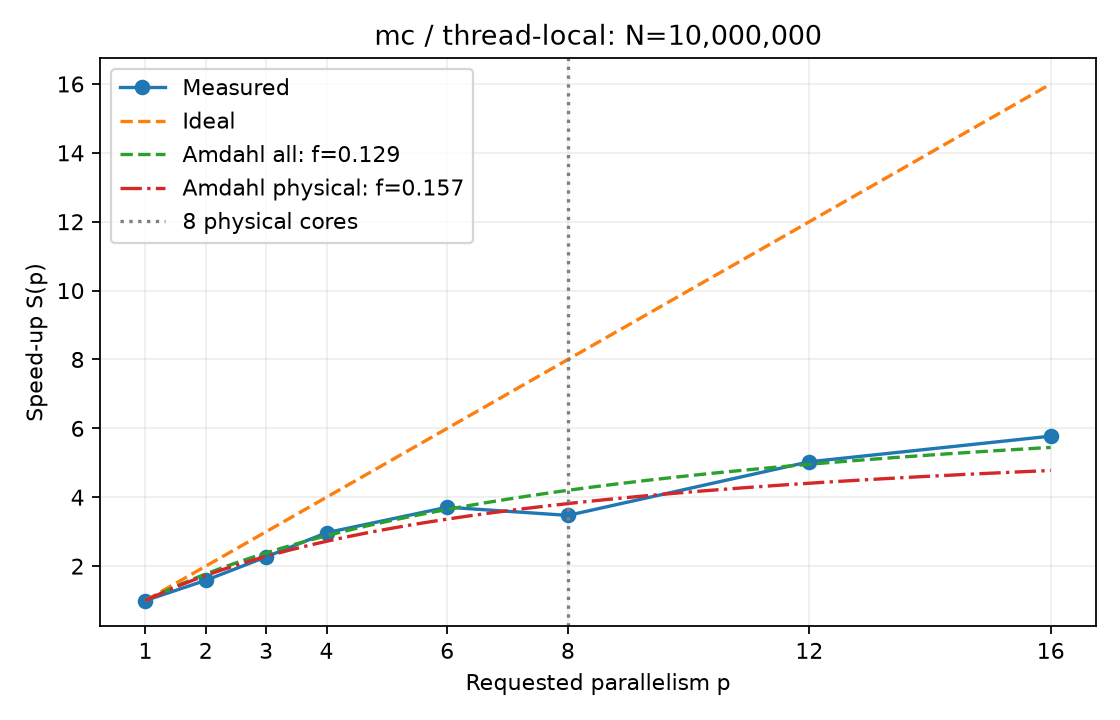 mc / thread-local: N=10,000,000
Measured
Ideal
Amdahl all: f=0.129
Amdahl physical: f=0.157
8 physical cores
Speed-up S(p)
16
14
12
10
8
6
4
2
1 2 3 4 6 8 12 16
Requested parallelism p